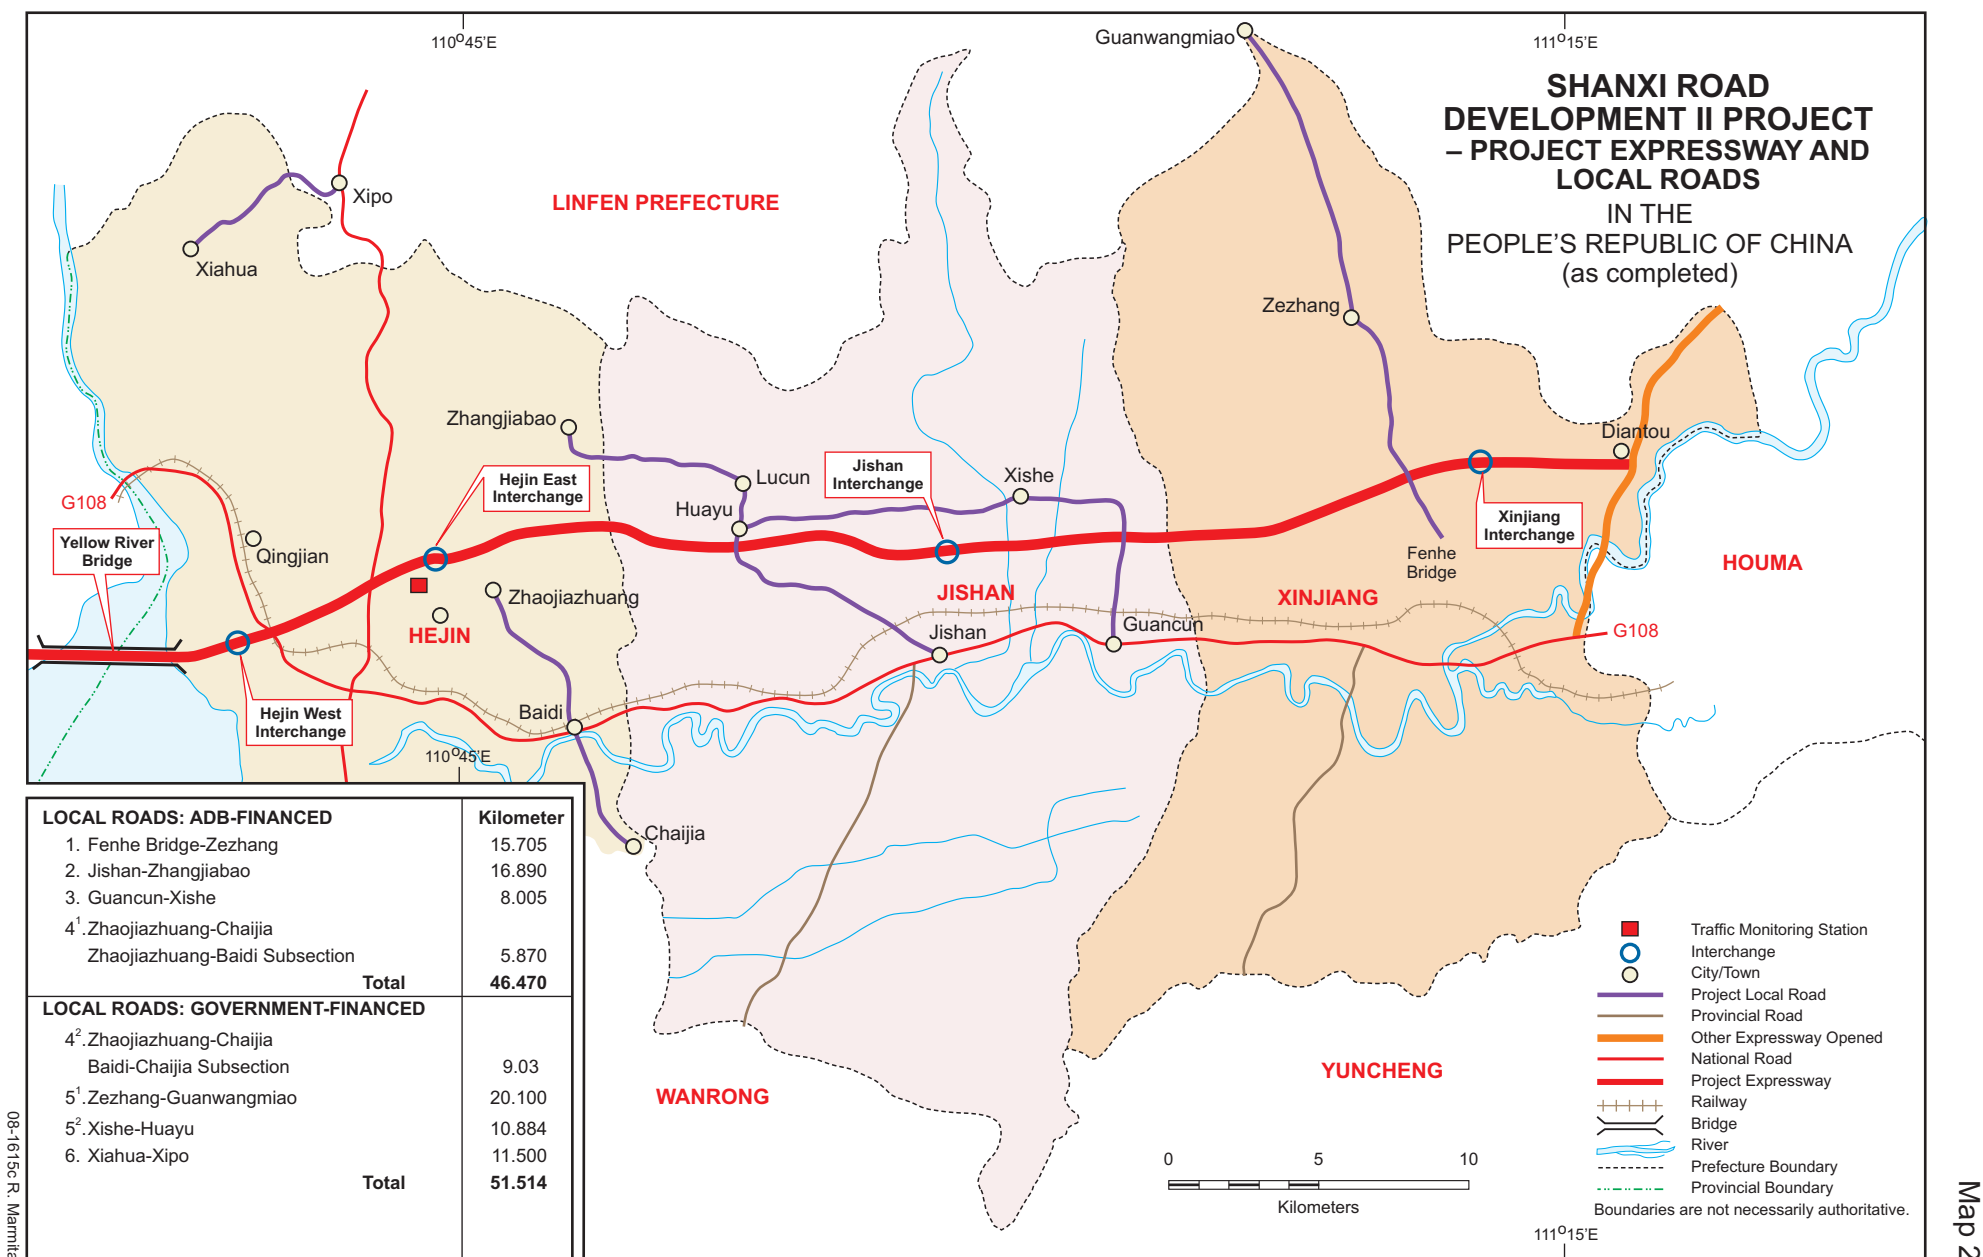 110°45'E
111°15'E
Guanwangmiao
SHANXI ROAD
DEVELOPMENT II PROJECT
– PROJECT EXPRESSWAY AND
LOCAL ROADS
IN THE
PEOPLE'S REPUBLIC OF CHINA
(as completed)
Xipo
LINFEN PREFECTURE
Xiahua
Zezhang
Zhangjiabao
Diantou
Lucun
Jishan
Interchange
Xishe
Hejin East
Interchange
G108
Huayu
Xinjiang
Interchange
Yellow River
Bridge
Qingjian
Fenhe
Bridge
HOUMA
Zhaojiazhuang
JISHAN
XINJIANG
HEJIN
Jishan
Guancun
G108
Hejin West
Interchange
Baidi
110°45'E
Chaijia
LOCAL ROADS: ADB-FINANCED Kilometer
1. Fenhe Bridge-Zezhang 15.705
2. Jishan-Zhangjiabao 16.890
3. Guancun-Xishe 8.005
4¹.Zhaojiazhuang-Chaijia
Zhaojiazhuang-Baidi Subsection 5.870
Total 46.470
LOCAL ROADS: GOVERNMENT-FINANCED
4².Zhaojiazhuang-Chaijia
Baidi-Chaijia Subsection 9.03
5¹.Zezhang-Guanwangmiao 20.100
5².Xishe-Huayu 10.884
6. Xiahua-Xipo 11.500
Total 51.514
WANRONG
YUNCHENG
0 5 10
Kilometers
Traffic Monitoring Station
Interchange
City/Town
Project Local Road
Provincial Road
Other Expressway Opened
National Road
Project Expressway
Railway
Bridge
River
Prefecture Boundary
Provincial Boundary
Boundaries are not necessarily authoritative.
111°15'E
08-1615c R. Marmita
Map 2